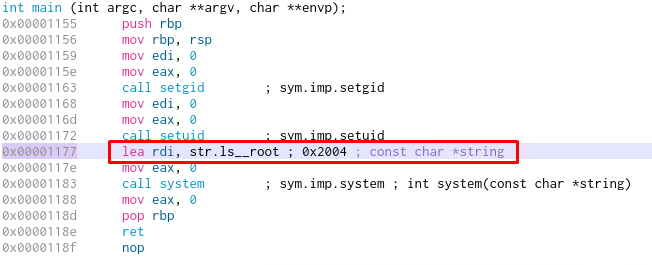 int main (int argc, char **argv, char **envp);
0x00001155 push rbp
0x00001156 mov rbp, rsp
0x00001159 mov edi, 0
0x0000115e mov eax, 0
0x00001163 call setgid ; sym.imp.setgid
0x00001168 mov edi, 0
0x0000116d mov eax, 0
0x00001172 call setuid ; sym.imp.setuid
0x00001177 lea rdi, str.ls__root ; 0x2004 ; const char *string
0x0000117e mov eax, 0
0x00001183 call system ; sym.imp.system ; int system(const char *string)
0x00001188 mov eax, 0
0x0000118d pop rbp
0x0000118e ret
0x0000118f nop